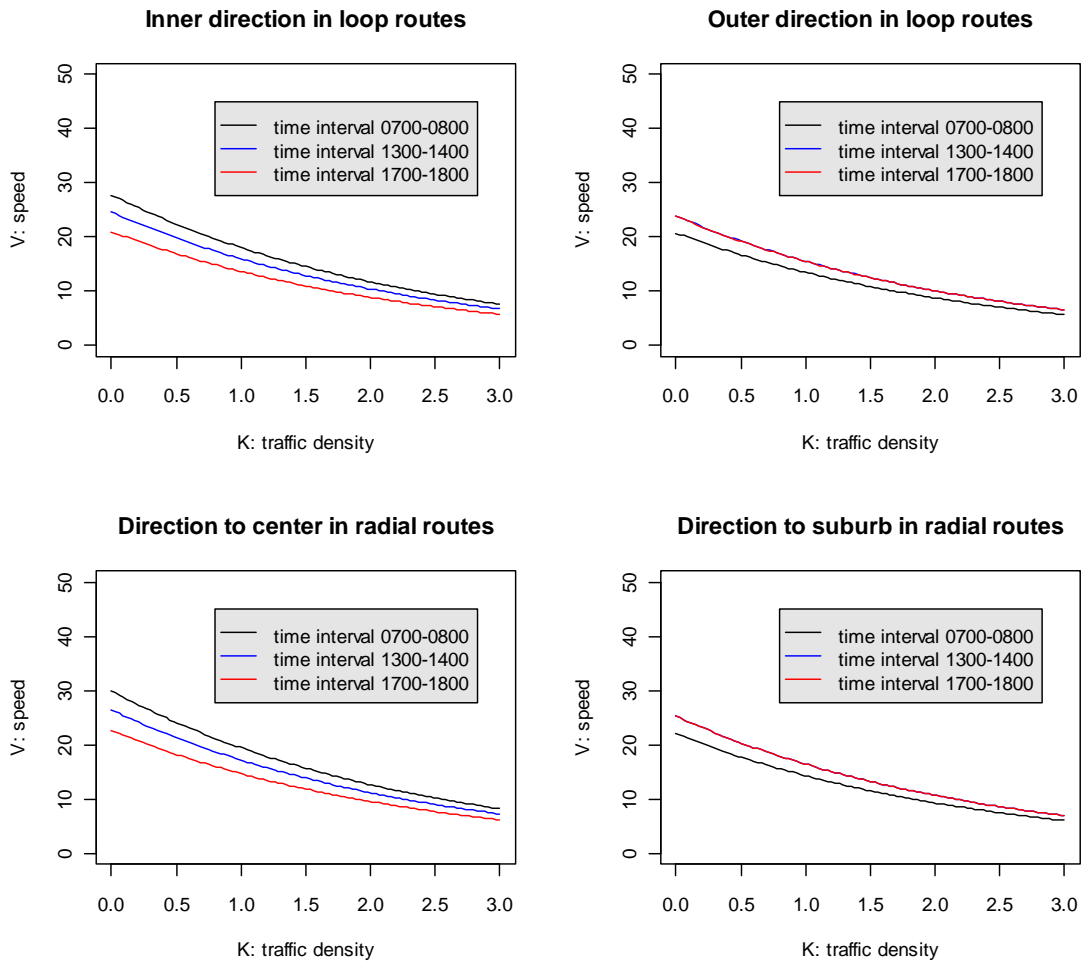 Inner direction in loop routes
V: speed
50
40
30
20
10
0
time interval 0700-0800
time interval 1300-1400
time interval 1700-1800
0.0 0.5 1.0 1.5 2.0 2.5 3.0
K: traffic density
Outer direction in loop routes
V: speed
50
40
30
20
10
0
time interval 0700-0800
time interval 1300-1400
time interval 1700-1800
0.0 0.5 1.0 1.5 2.0 2.5 3.0
K: traffic density
Direction to center in radial routes
V: speed
50
40
30
20
10
0
time interval 0700-0800
time interval 1300-1400
time interval 1700-1800
0.0 0.5 1.0 1.5 2.0 2.5 3.0
K: traffic density
Direction to suburb in radial routes
V: speed
50
40
30
20
10
0
time interval 0700-0800
time interval 1300-1400
time interval 1700-1800
0.0 0.5 1.0 1.5 2.0 2.5 3.0
K: traffic density